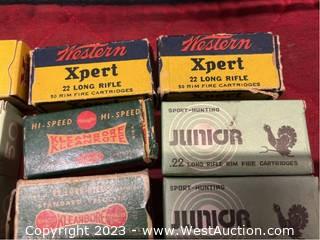 Western
Xpert
22 LONG RIFLE
50 RIM FIRE CARTRIDGES
Western
Xpert
22 LONG RIFLE
50 RIM FIRE CARTRIDGES
HI-SPEED
HI-SPEED
KLEANBORE
SPORT-HUNTING
JUNIOR
.22 LONG RIFLE RIM FIRE CARTRIDGES
KLEANBORE
SPORT-HUNTING
JUNIOR
Copyright 2023 - www.bar